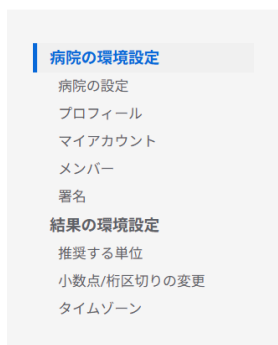 病院の環境設定
病院の設定
プロフィール
マイアカウント
メンバー
署名
結果の環境設定
推奨する単位
小数点/桁区切りの変更
タイムゾーン